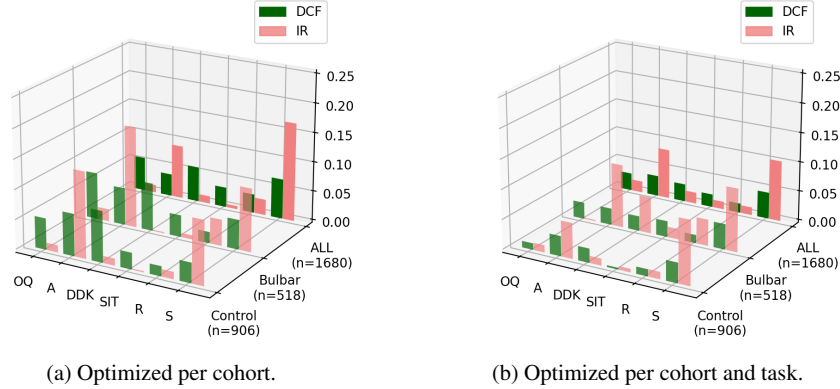 DCF
IR
0.25
0.20
0.15
0.10
0.05
0.00
OQ
A
DDK
SIT
R
S
ALL
(n=1680)
Bulbar
(n=518)
Control
(n=906)
(a) Optimized per cohort.
DCF
IR
0.25
0.20
0.15
0.10
0.05
0.00
OQ
A
DDK
SIT
R
S
ALL
(n=1680)
Bulbar
(n=518)
Control
(n=906)
(b) Optimized per cohort and task.